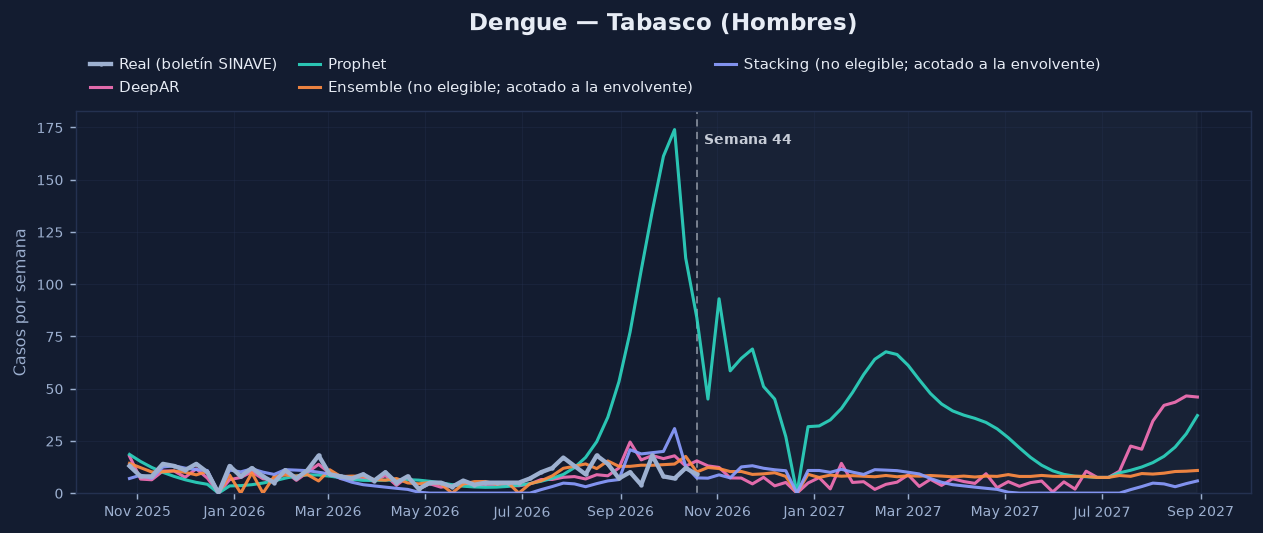 Dengue — Tabasco (Hombres)
Real (boletín SINAVE)
Prophet
Stacking (no elegible; acotado a la envolvente)
DeepAR
Ensemble (no elegible; acotado a la envolvente)
Casos por semana
175
150
125
100
75
50
25
0
Semana 44
Nov 2025
Jan 2026
Mar 2026
May 2026
Jul 2026
Sep 2026
Nov 2026
Jan 2027
Mar 2027
May 2027
Jul 2027
Sep 2027